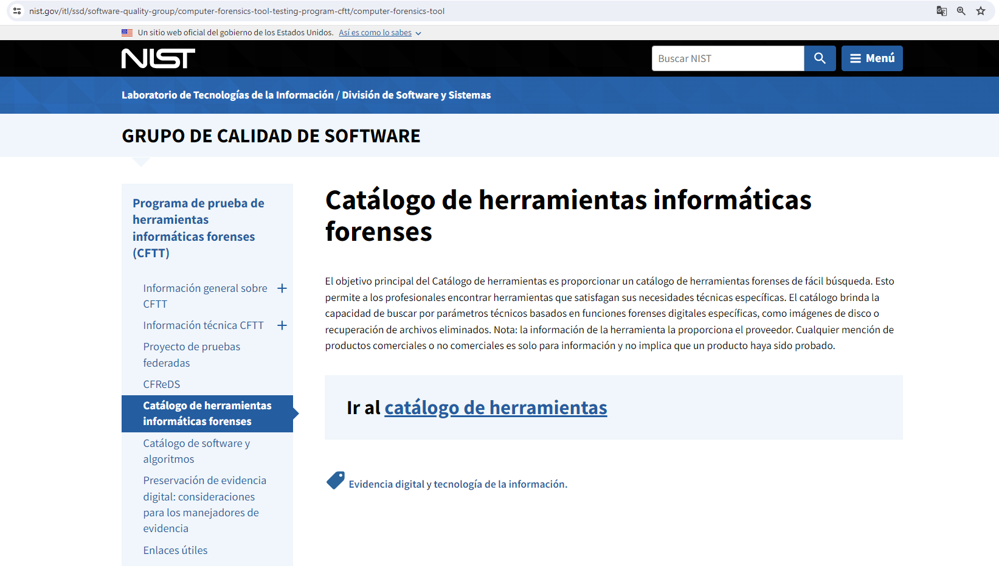 nist.gov/itl/ssd/software-quality-group/computer-forensics-tool-testing-program-cftt/computer-forensics-tool
Un sitio web oficial del gobierno de los Estados Unidos. Así es como lo sabes
NIST
Buscar NIST
Menú
Laboratorio de Tecnologías de la Información / División de Software y Sistemas
GRUPO DE CALIDAD DE SOFTWARE
Programa de prueba de
herramientas
informáticas forenses
(CFTT)
Información general sobre
CFTT
Información técnica CFTT
Proyecto de pruebas
federadas
CFReDS
Catálogo de herramientas
informáticas forenses
Catálogo de software y
algoritmos
Preservación de evidencia
digital: consideraciones
para los manejadores de
evidencia
Enlaces útiles
Catálogo de herramientas informáticas
forenses
El objetivo principal del Catálogo de herramientas es proporcionar un catálogo de herramientas forenses de fácil búsqueda. Esto
permite a los profesionales encontrar herramientas que satisfagan sus necesidades técnicas específicas. El catálogo brinda la
capacidad de buscar por parámetros técnicos basados en funciones forenses digitales específicas, como imágenes de disco o
recuperación de archivos eliminados. Nota: la información de la herramienta la proporciona el proveedor. Cualquier mención de
productos comerciales o no comerciales es solo para información y no implica que un producto haya sido probado.
Ir al catálogo de herramientas
Evidencia digital y tecnología de la información.